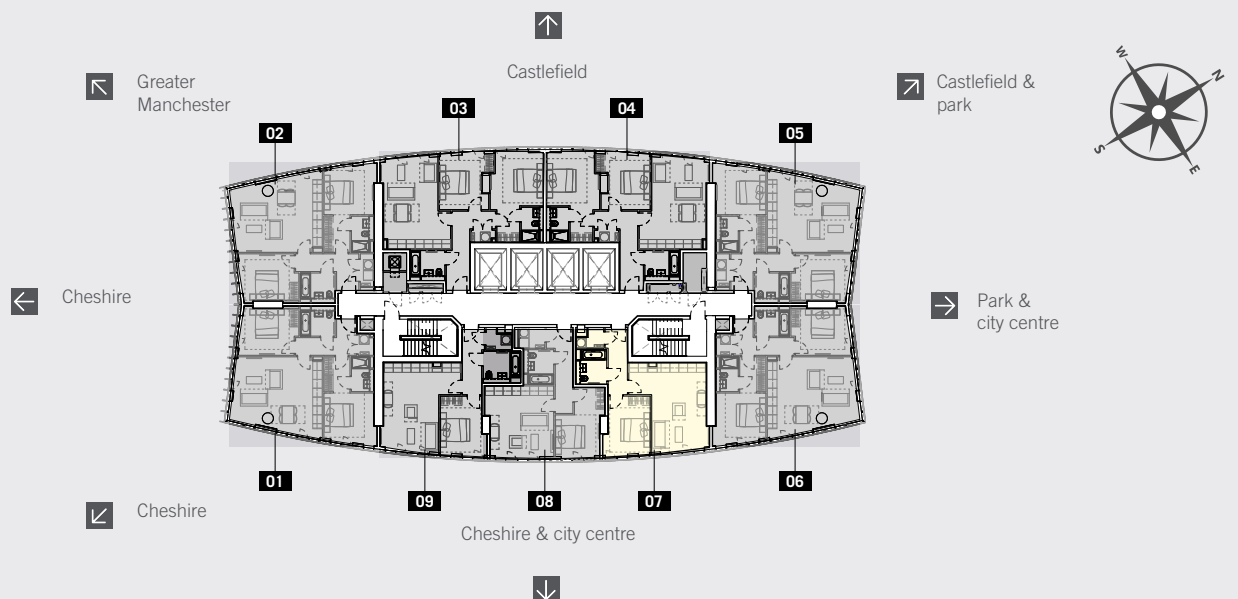 Castlefield
Greater
Manchester
Castlefield &
park
W
N
S
E
03
04
02
05
Cheshire
Park &
city centre
01
09
08
07
06
Cheshire
Cheshire & city centre